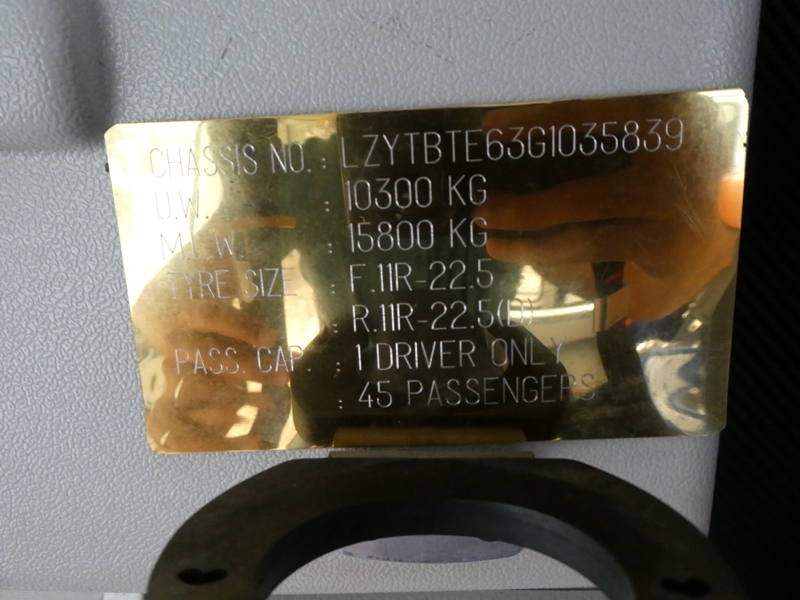 CHASSIS NO. : LZYTBTE63G1035839
U.W. : 10300 KG
M.L.W. : 15800 KG
TYRE SIZE : F.11R-22.5
: R.11R-22.5(D)
PASS. CAP. : 1 DRIVER ONLY
: 45 PASSENGERS